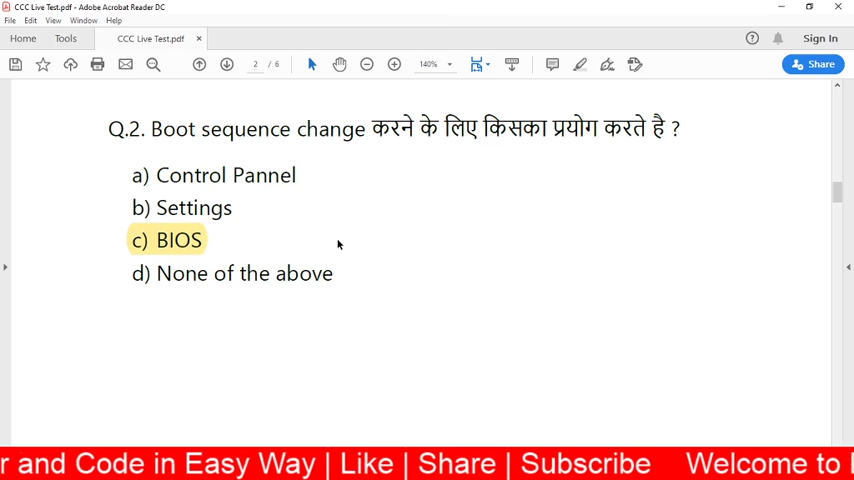 CCC Live Test.pdf - Adobe Acrobat Reader DC
File Edit View Window Help
Home Tools CCC Live Test.pdf × Sign In
2 / 6 140% Share
Q.2. Boot sequence change करने के लिए किसका प्रयोग करते है ?
a) Control Pannel
b) Settings
c) BIOS
d) None of the above
r and Code in Easy Way | Like | Share | Subscribe Welcome to